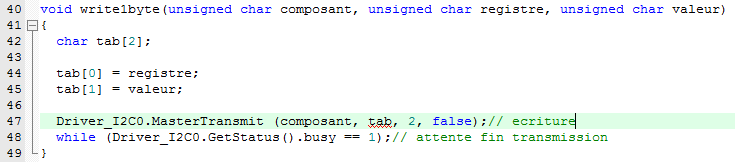 40 void write1byte(unsigned char composant, unsigned char registre, unsigned char valeur)
41 {
42 char tab[2];
43
44 tab[0] = registre;
45 tab[1] = valeur;
46
47 Driver_I2C0.MasterTransmit (composant, tab, 2, false);// ecriture
48 while (Driver_I2C0.GetStatus().busy == 1);// attente fin transmission
49 }